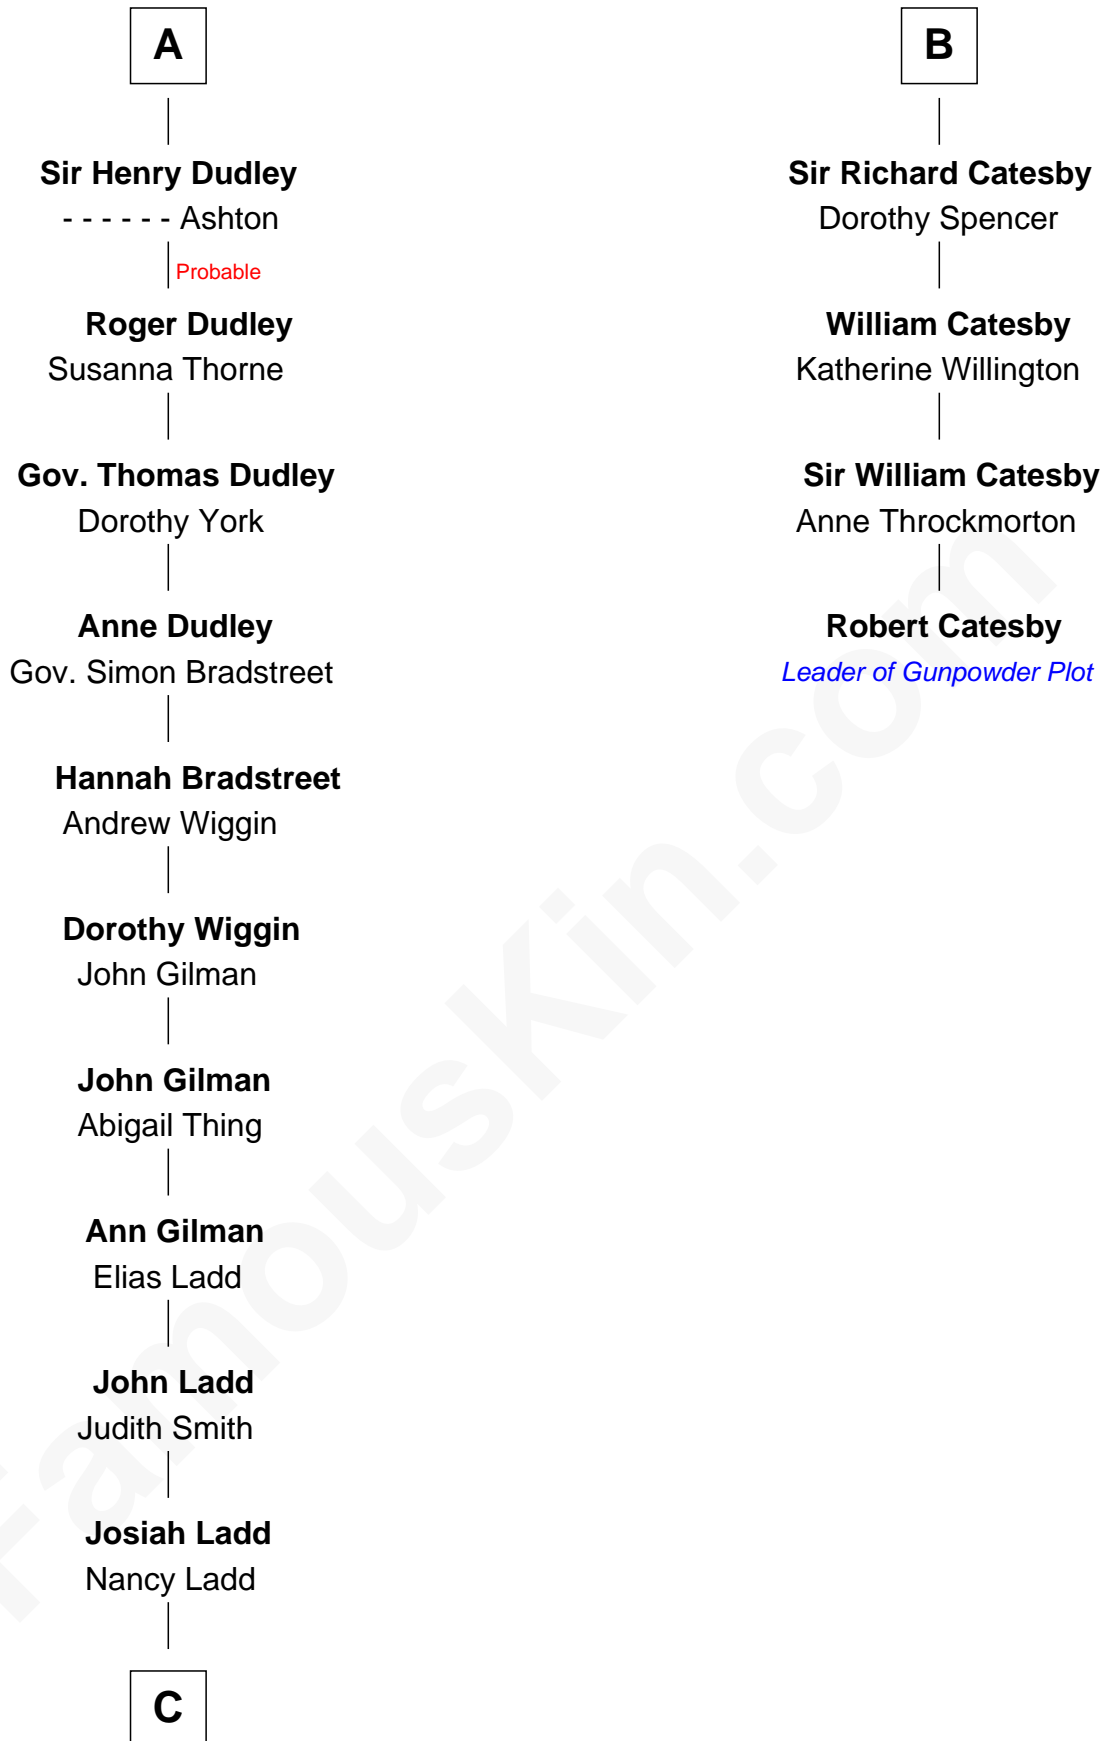 A
Sir Henry Dudley
- - - - - - Ashton
Probable
Roger Dudley
Susanna Thorne
Gov. Thomas Dudley
Dorothy York
Anne Dudley
Gov. Simon Bradstreet
Hannah Bradstreet
Andrew Wiggin
Dorothy Wiggin
John Gilman
John Gilman
Abigail Thing
Ann Gilman
Elias Ladd
John Ladd
Judith Smith
Josiah Ladd
Nancy Ladd
C
B
Sir Richard Catesby
Dorothy Spencer
William Catesby
Katherine Willington
Sir William Catesby
Anne Throckmorton
Robert Catesby
Leader of Gunpowder Plot
FamousKin.com